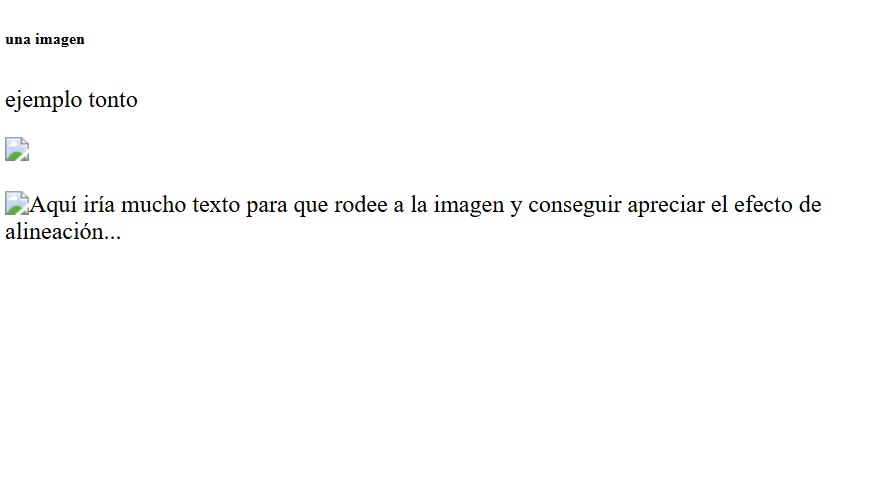 una imagen
ejemplo tonto
Aquí iría mucho texto para que rodee a la imagen y conseguir apreciar el efecto de
alineación...